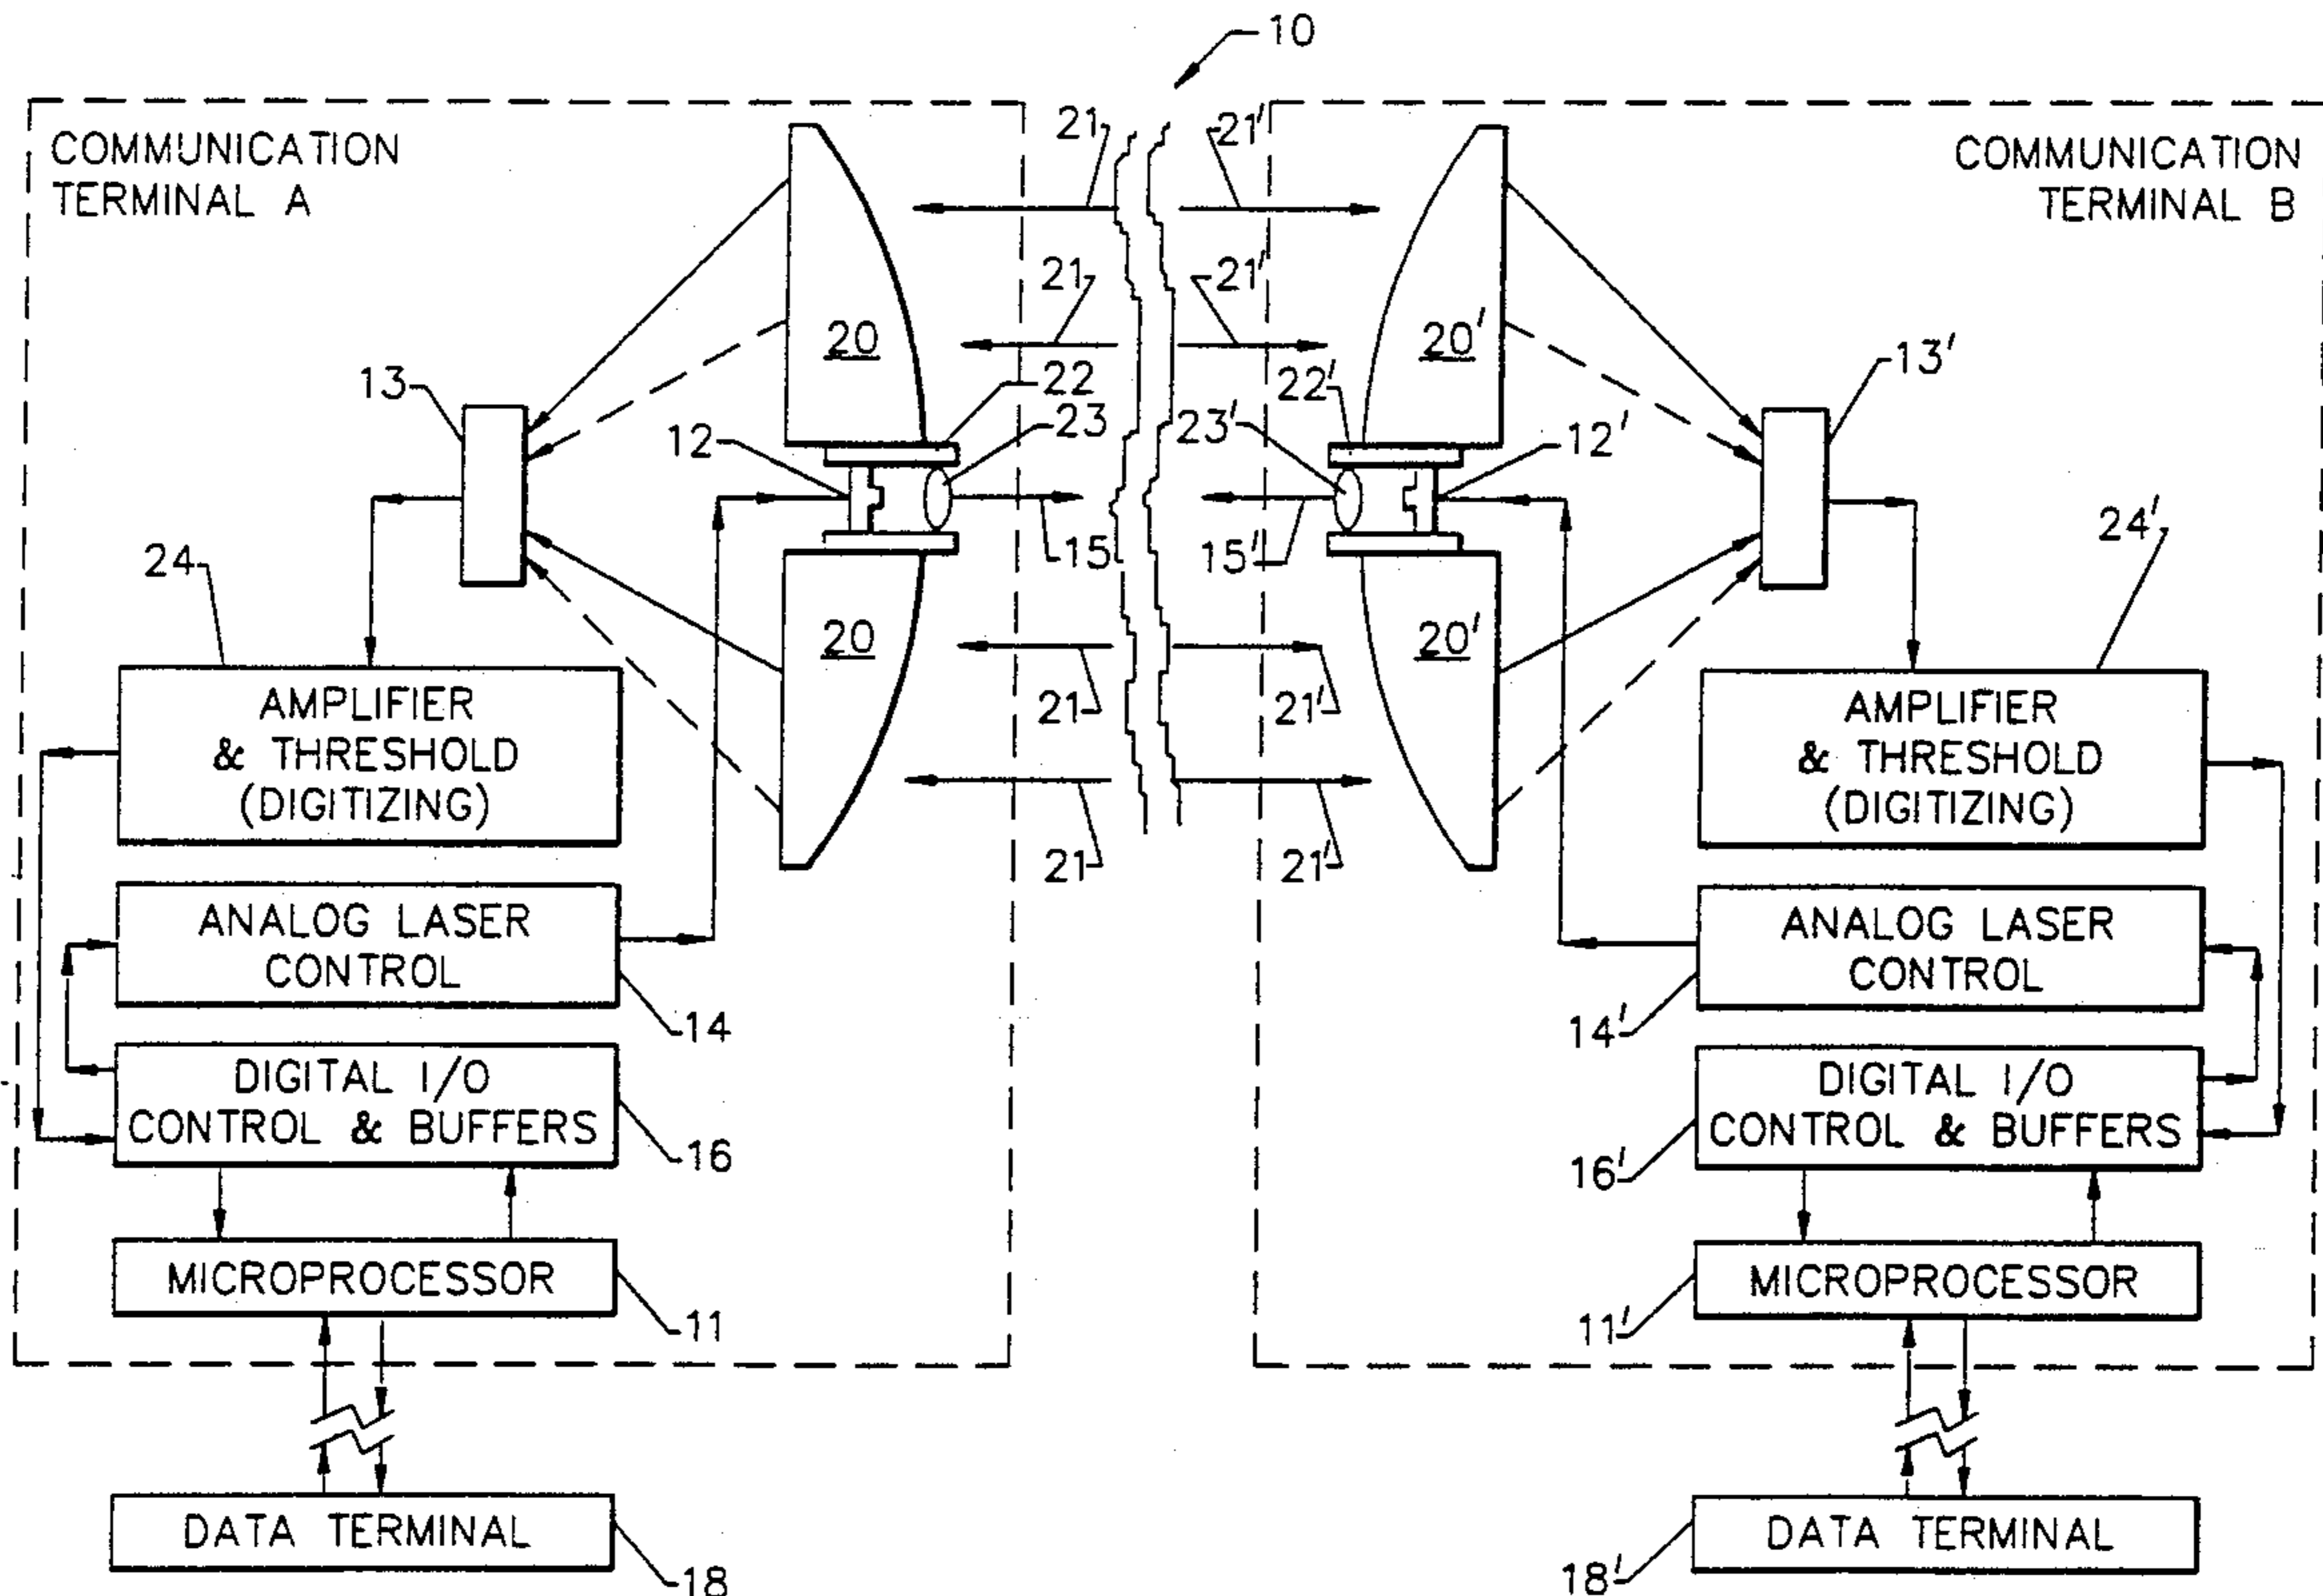 10
COMMUNICATION
TERMINAL A
21
21'
COMMUNICATION
TERMINAL B
21
21'
20
20'
13
22
22'
13'
12
23
23'
12'
24
15
15'
24'
20
20'
AMPLIFIER
& THRESHOLD
(DIGITIZING)
21
21'
AMPLIFIER
& THRESHOLD
(DIGITIZING)
21
21'
ANALOG LASER
CONTROL
14
ANALOG LASER
CONTROL
14'
DIGITAL I/O
CONTROL & BUFFERS
16
DIGITAL I/O
CONTROL & BUFFERS
16'
MICROPROCESSOR
11
MICROPROCESSOR
11'
DATA TERMINAL
18
DATA TERMINAL
18'